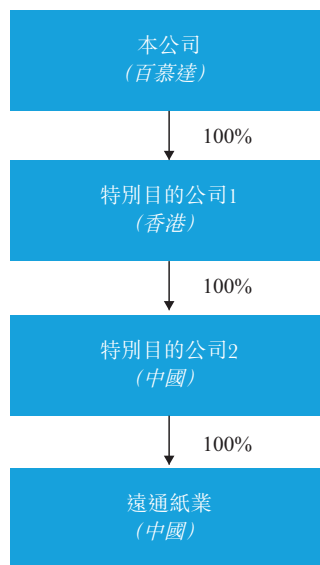 本公司
(百慕達)
100%
特別目的公司1
(香港)
100%
特別目的公司2
(中國)
100%
遠通紙業
(中國)